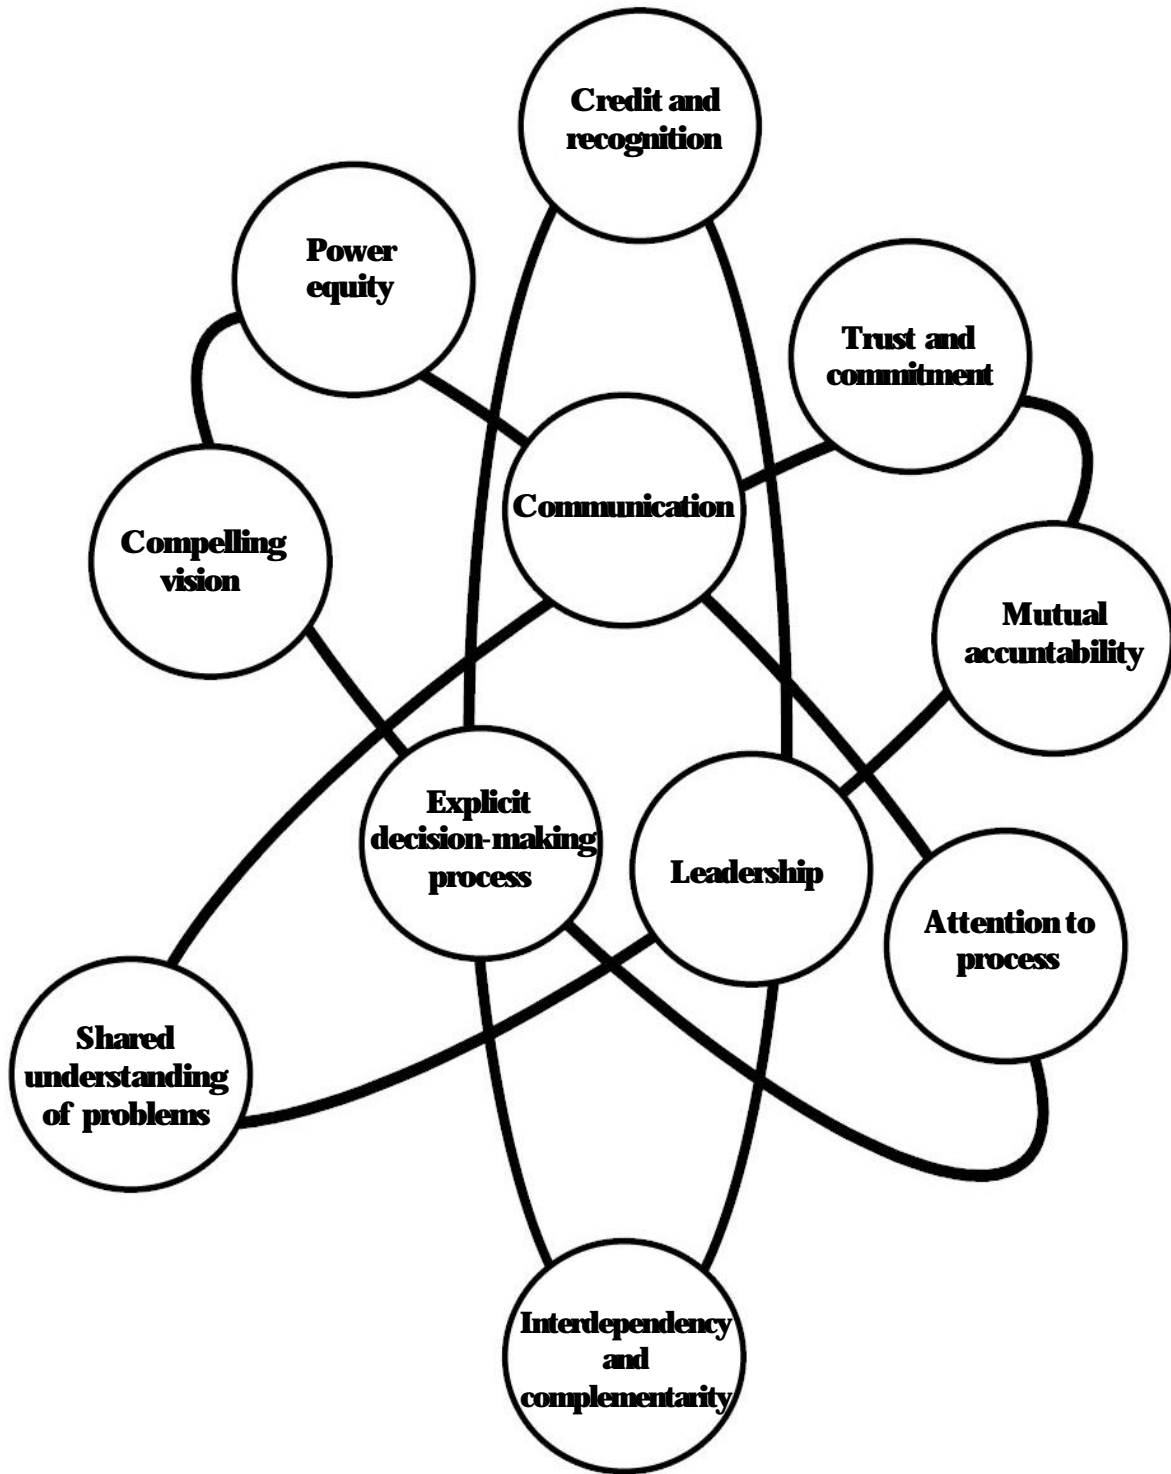 Credit and
recognition
Power
equity
Trust and
commitment
Communication
Compelling
vision
Mutual
accuntability
Explicit
decision-making
process
Leadership
Attention to
process
Shared
understanding
of problems
Interdependency
and
complementarity